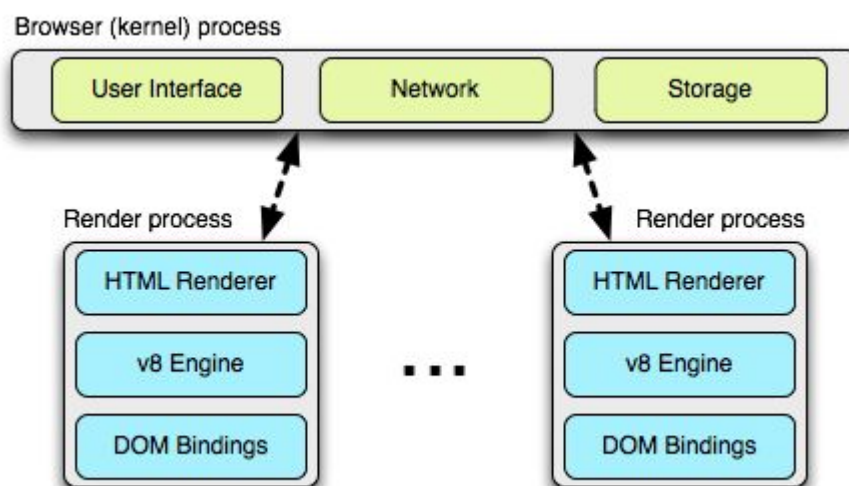 Browser (kernel) process
User Interface
Network
Storage
Render process
Render process
HTML Renderer
HTML Renderer
v8 Engine
...
v8 Engine
DOM Bindings
DOM Bindings